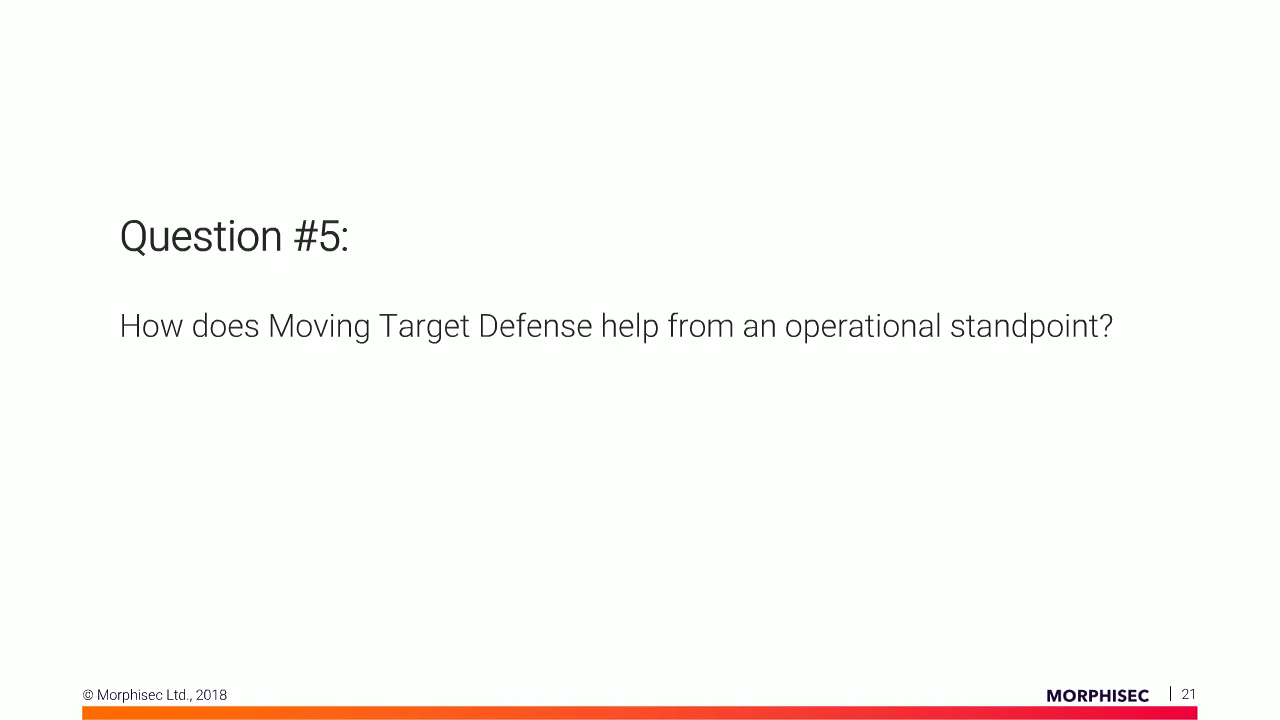 Question #5:
How does Moving Target Defense help from an operational standpoint?
© Morphisec Ltd., 2018
MORPHISEC | 21